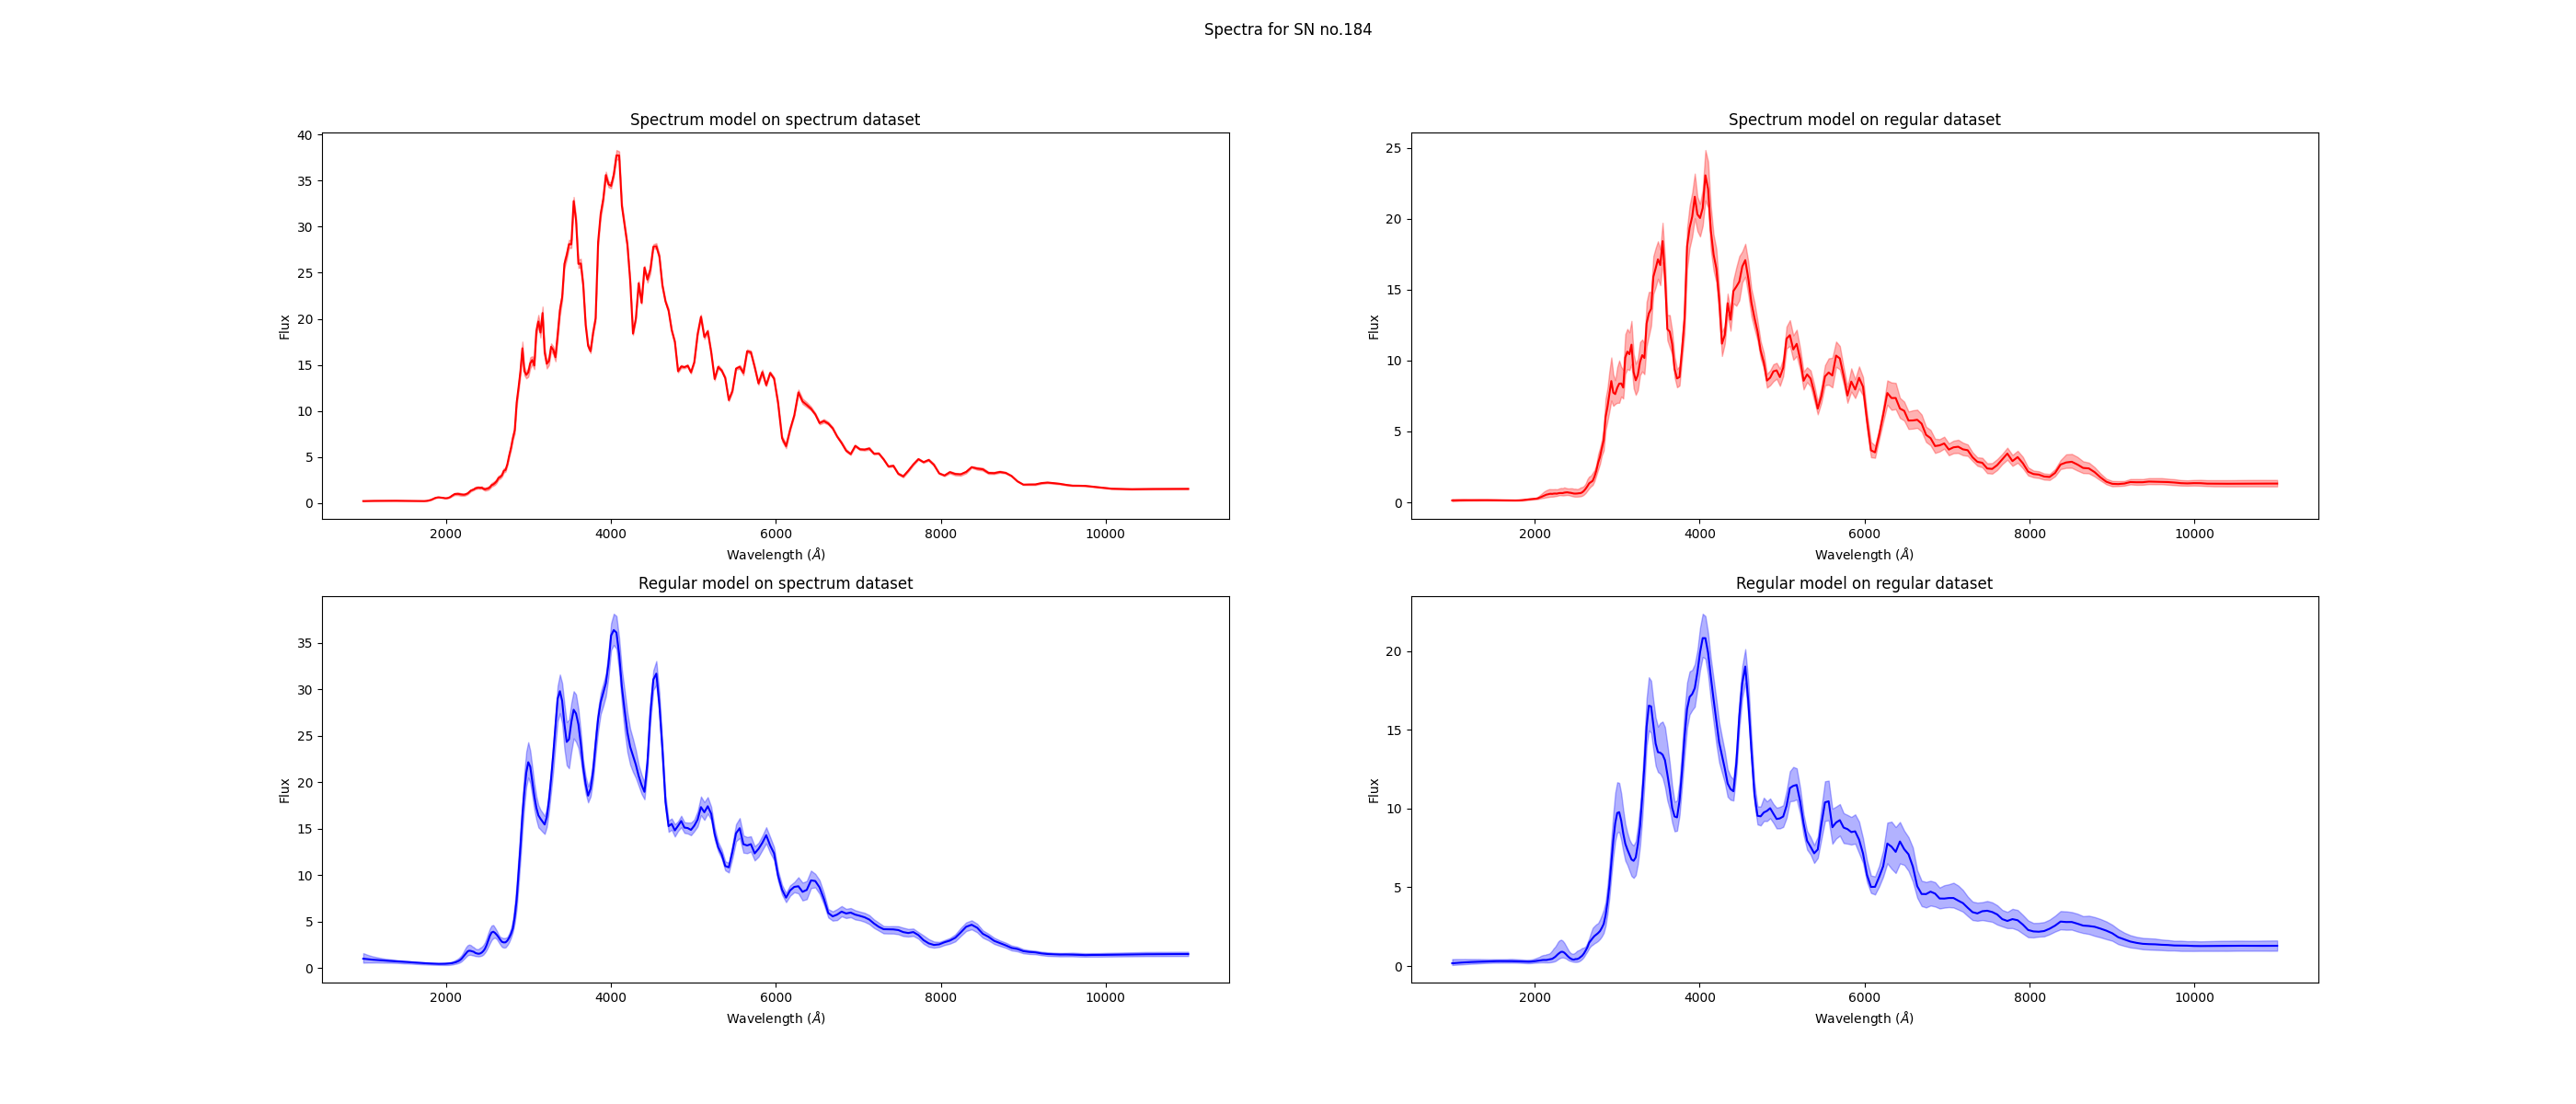 Spectra for SN no.184
Spectrum model on spectrum dataset
40
35
30
25
20
15
10
5
0
Flux
2000 4000 6000 8000 10000
Wavelength (Å)
Spectrum model on regular dataset
25
20
15
10
5
0
Flux
2000 4000 6000 8000 10000
Wavelength (Å)
Regular model on spectrum dataset
35
30
25
20
15
10
5
0
Flux
2000 4000 6000 8000 10000
Wavelength (Å)
Regular model on regular dataset
20
15
10
5
0
Flux
2000 4000 6000 8000 10000
Wavelength (Å)